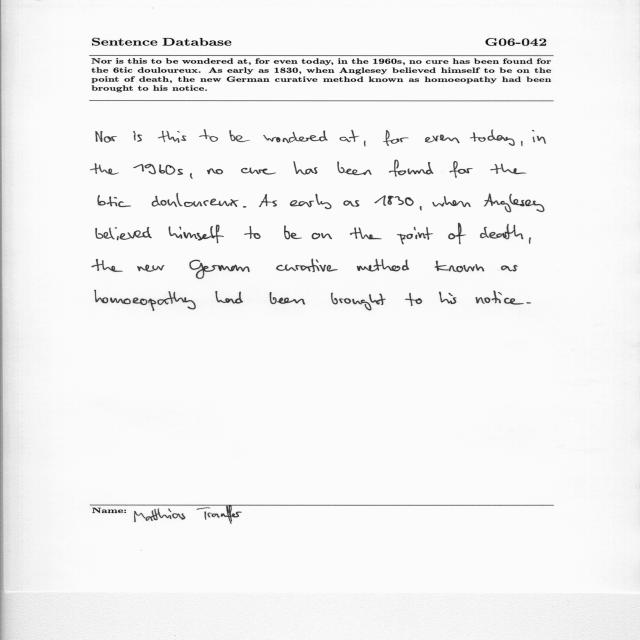 Sentence Database G06-042
Nor is this to be wondered at, for even today, in the 1960s, no cure has been found for
the 6tic douloureux. As early as 1830, when Anglesey believed himself to be on the
point of death, the new German curative method known as homoeopathy had been
brought to his notice.
Nor is this to be wondered at, for even today, in
the 1960s, no cure has been found for the
6tic douloureux. As early as 1830, when Anglesey
believed himself to be on the point of death,
the new German curative method known as
homoeopathy had been brought to his notice.
Name: Matthias